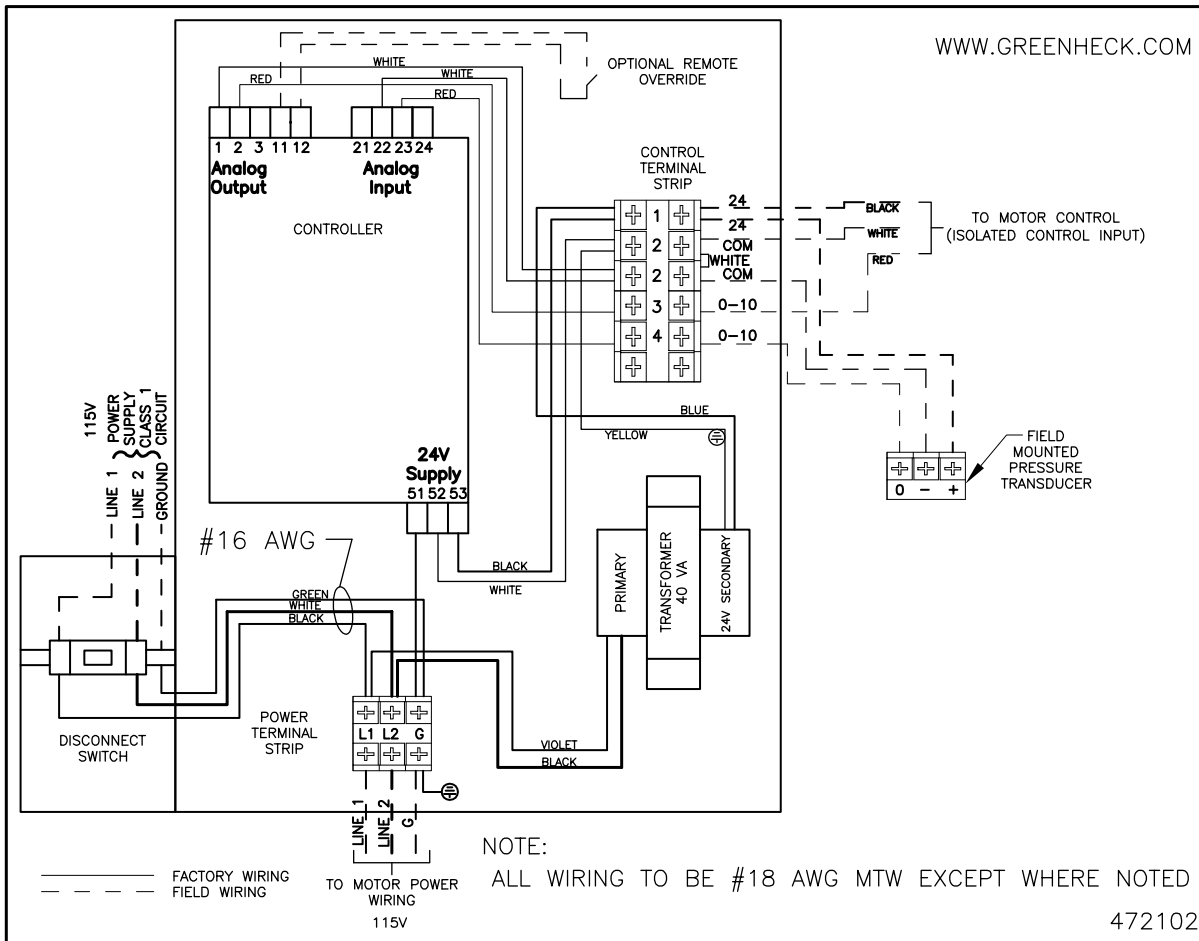 WWW.GREENHECK.COM
OPTIONAL REMOTE
OVERRIDE
WHITE
WHITE
RED
RED
1 2 3 11 12
21 22 23 24
Analog
Output
Analog
Input
CONTROLLER
CONTROL
TERMINAL
STRIP
1
2
2
3
4
24
24
COM
WHITE
COM
0-10
0-10
BLACK
WHITE
RED
TO MOTOR CONTROL
(ISOLATED CONTROL INPUT)
BLUE
YELLOW
FIELD
MOUNTED
PRESSURE
TRANSDUCER
0 - +
115V
POWER
SUPPLY
CLASS 1
CIRCUIT
LINE 1
LINE 2
GROUND
24V
Supply
51 52 53
#16 AWG
BLACK
WHITE
PRIMARY
TRANSFORMER
40 VA
24V SECONDARY
GREEN
WHITE
BLACK
POWER
TERMINAL
STRIP
L1 L2 G
DISCONNECT
SWITCH
VIOLET
BLACK
LINE 1
LINE 2
G
FACTORY WIRING
FIELD WIRING
TO MOTOR POWER
WIRING
115V
NOTE:
ALL WIRING TO BE #18 AWG MTW EXCEPT WHERE NOTED
472102